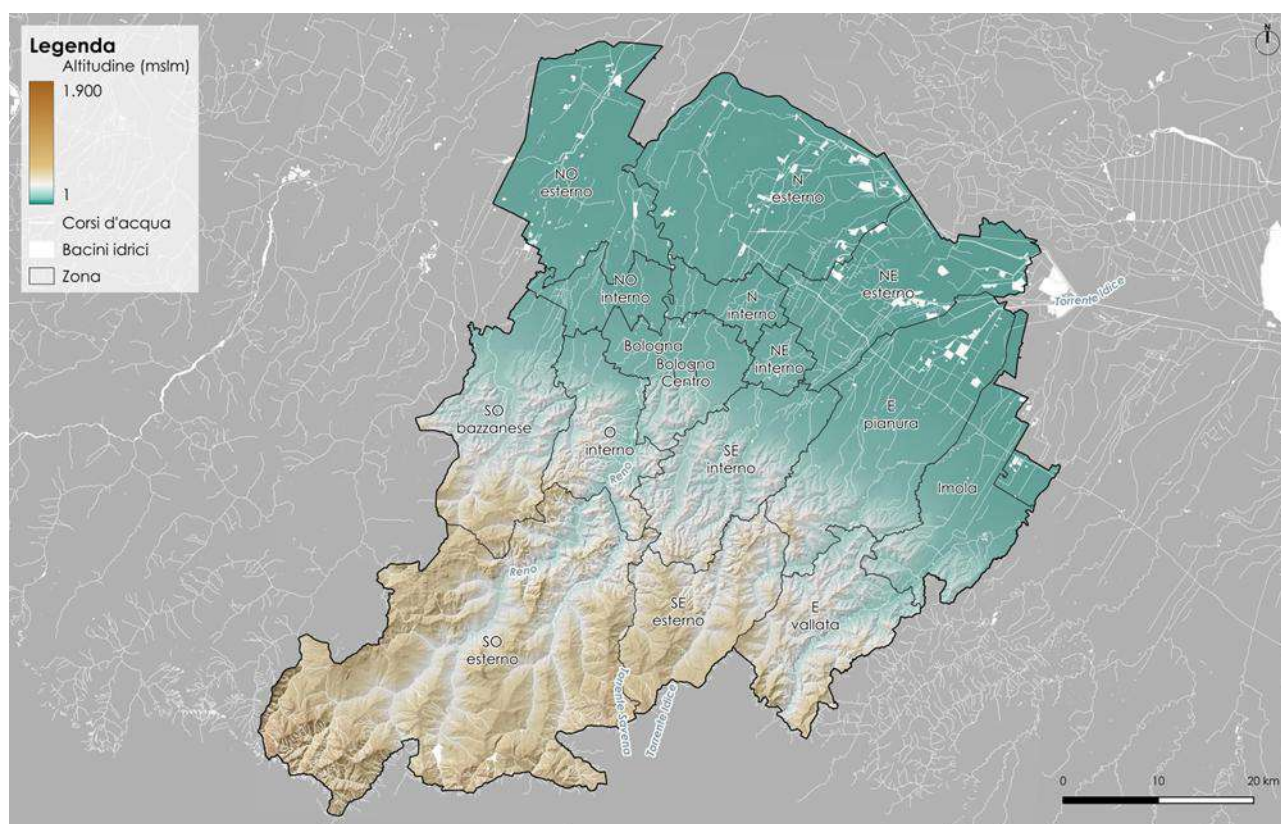 Legenda
Altitudine (mslm)
1.900
1
Corsi d'acqua
Bacini idrici
Zona
N
NO
esterno
N
esterno
NO
interno
NE
esterno
N
interno
Torrente Idice
Bologna
Bologna
Centro
NE
interno
SO
bazzanese
E
pianura
O
interno
SE
interno
Reno
Imola
Reno
SE
esterno
E
vallata
SO
esterno
Torrente Savena
Torrente Idice
0
10
20 km